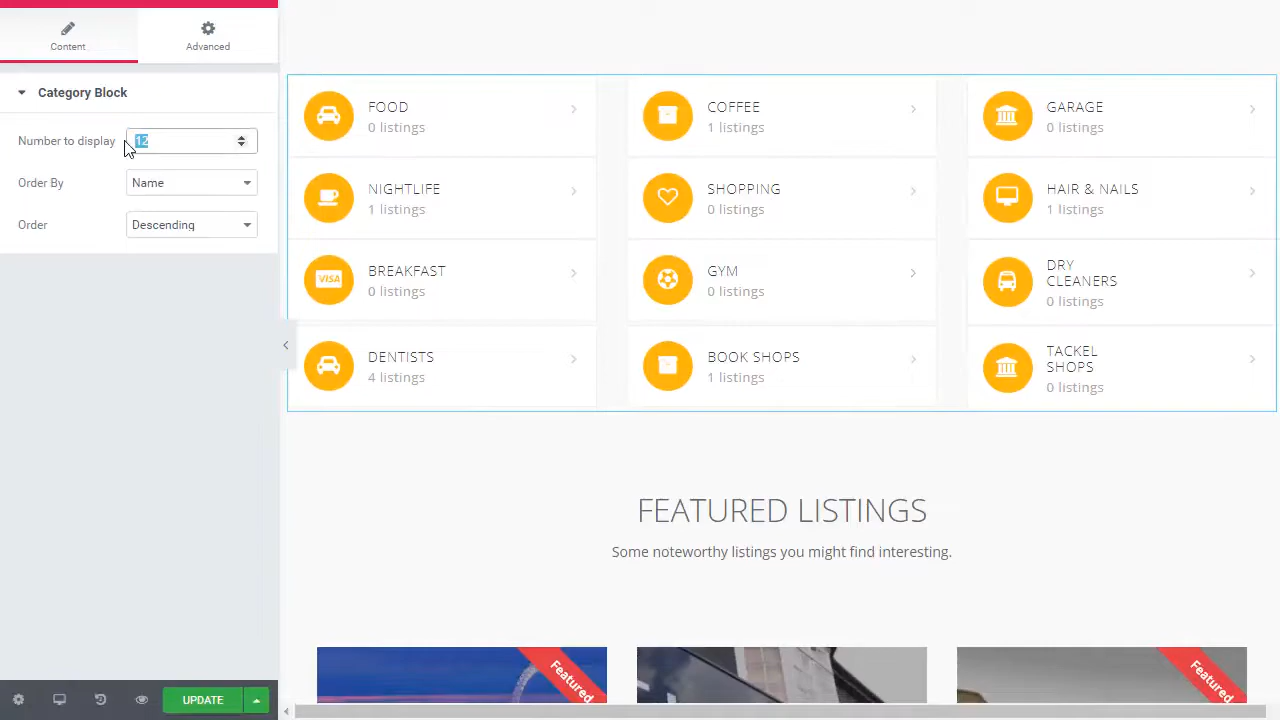 Content
Advanced
Category Block
Number to display
12
Order By
Name
Order
Descending
UPDATE
FOOD
0 listings
COFFEE
1 listings
GARAGE
0 listings
NIGHTLIFE
1 listings
SHOPPING
0 listings
HAIR & NAILS
1 listings
BREAKFAST
0 listings
VISA
GYM
0 listings
DRY
CLEANERS
0 listings
DENTISTS
4 listings
BOOK SHOPS
1 listings
TACKEL
SHOPS
0 listings
FEATURED LISTINGS
Some noteworthy listings you might find interesting.
Featured
Featured